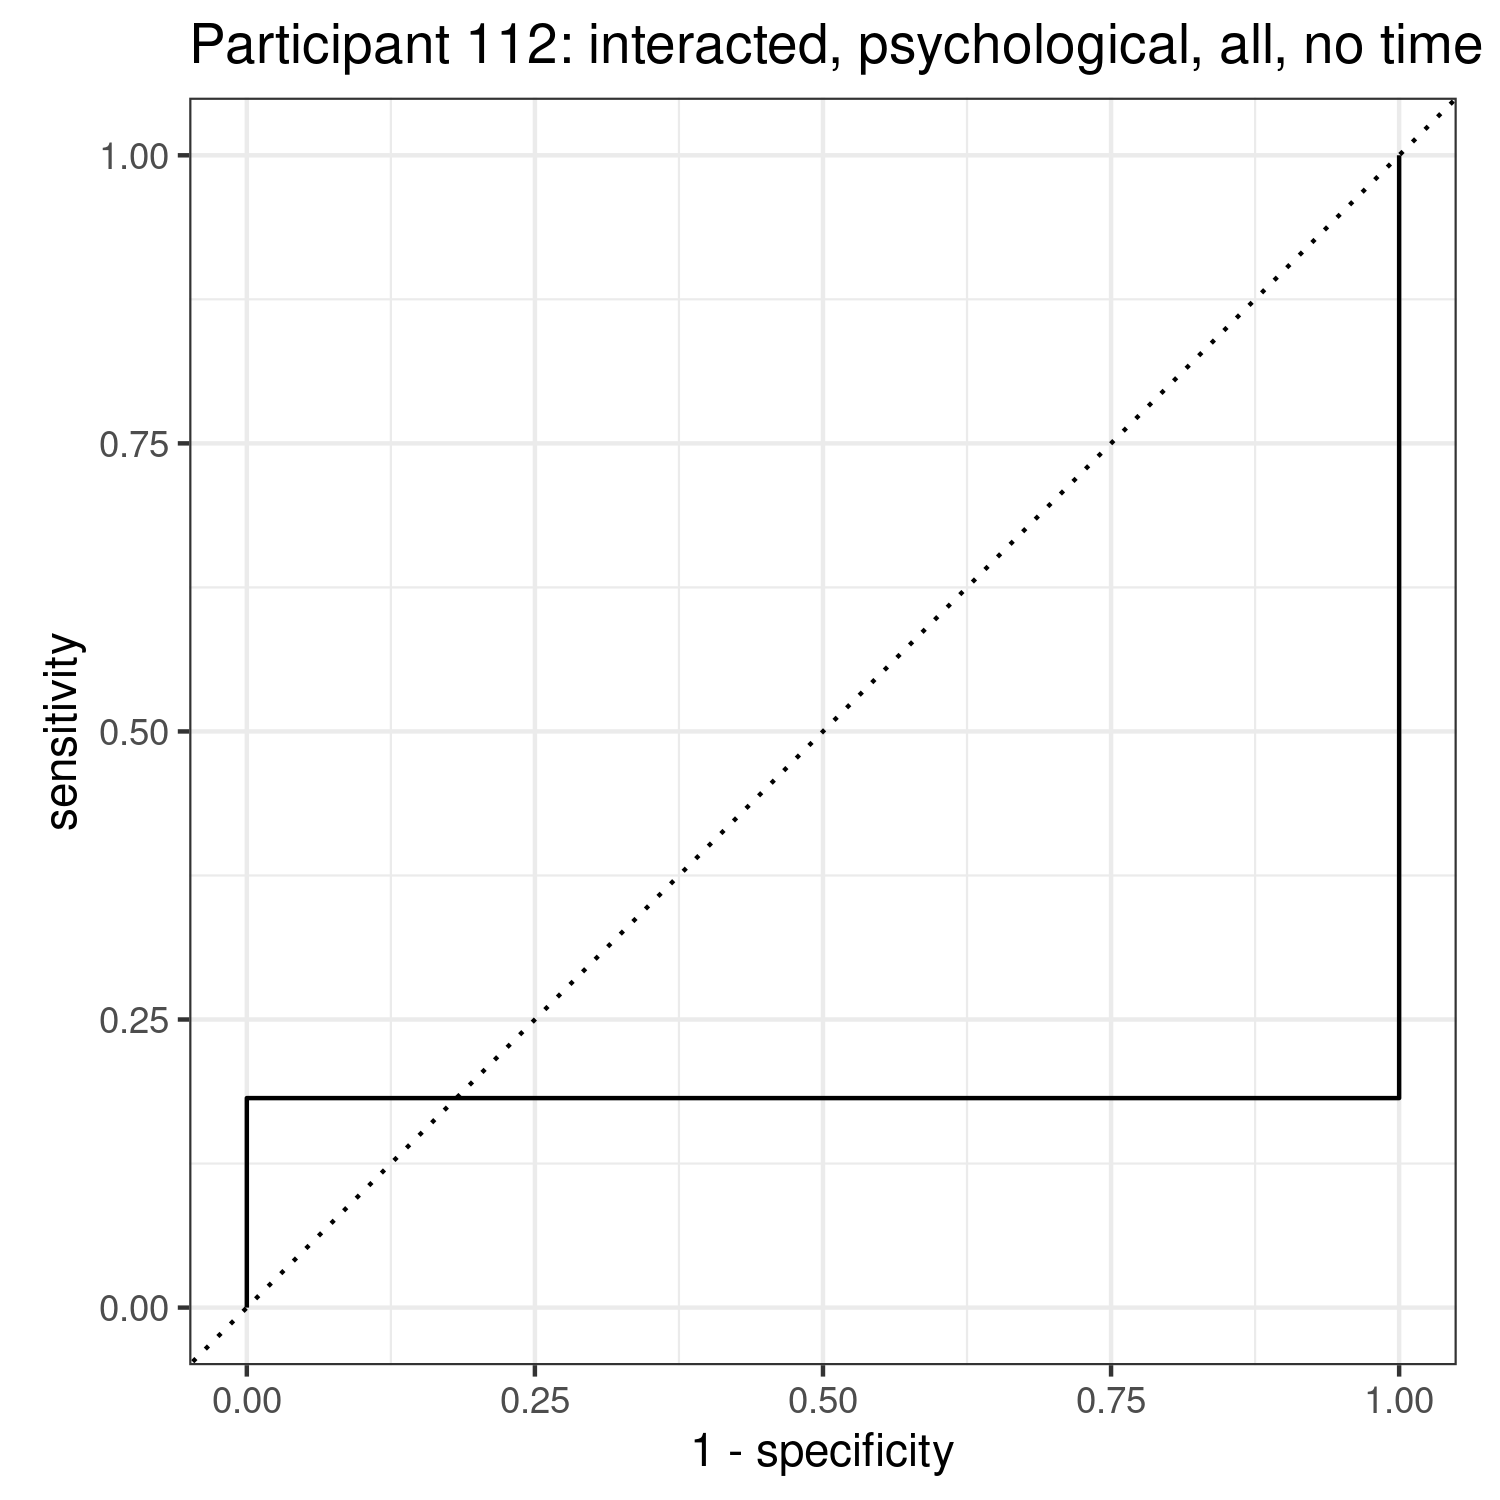 Participant 112: interacted, psychological, all, no time
1.00
0.75
0.50
0.25
0.00
sensitivity
0.00 0.25 0.50 0.75 1.00
1 - specificity